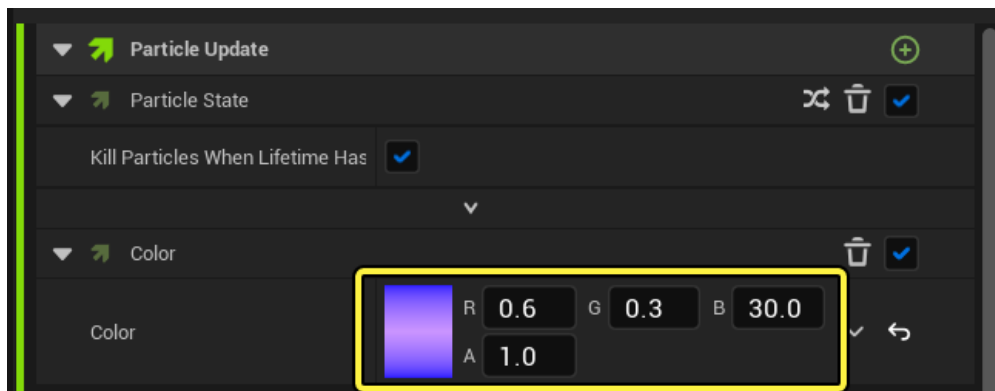 Particle Update
Particle State
Kill Particles When Lifetime Has
Color
Color R 0.6 G 0.3 B 30.0
A 1.0